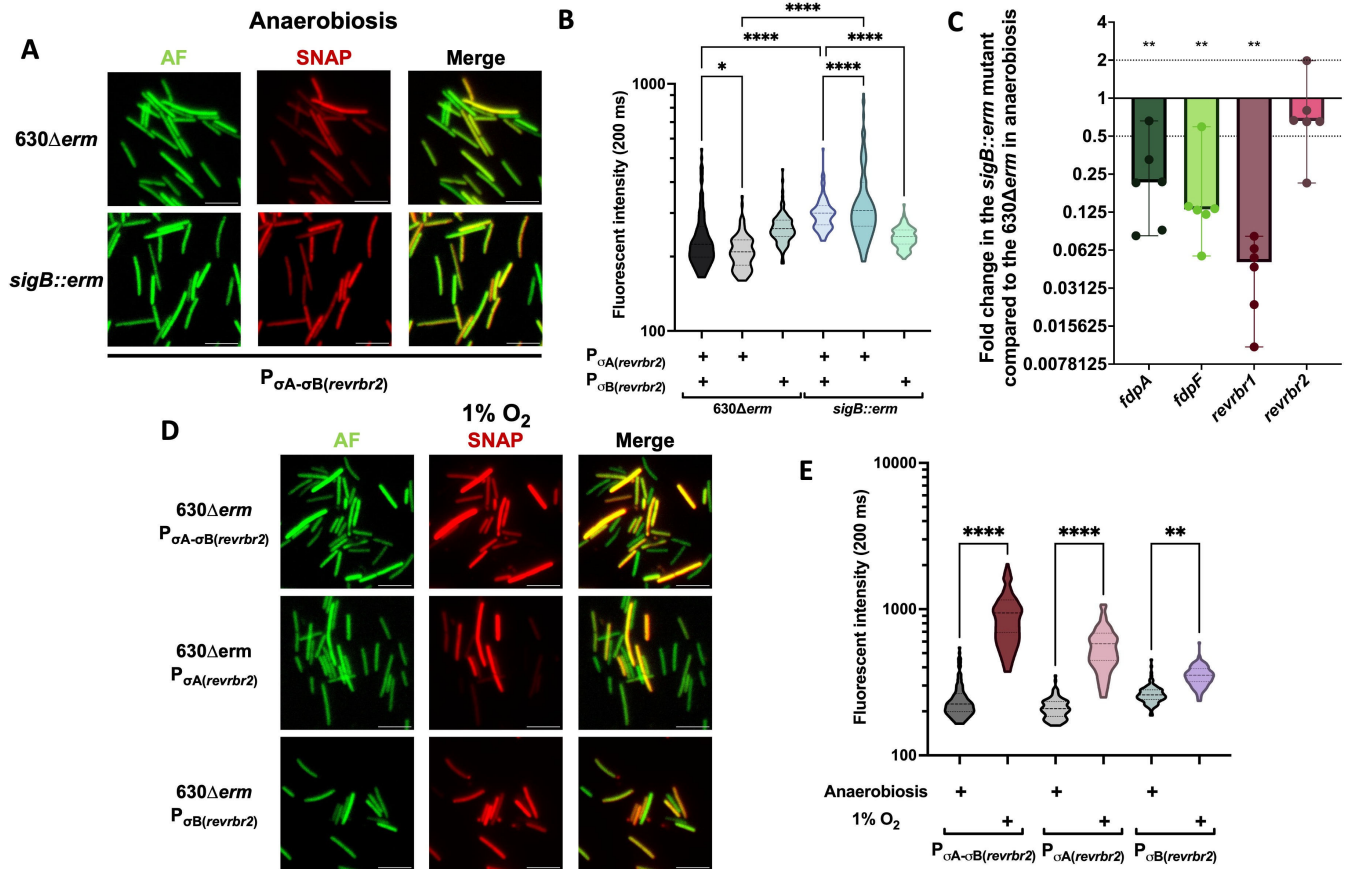 Anaerobiosis
A
AF
SNAP
Merge
630Δerm
sigB::erm
PσA-σB(revrbr2)
B
****
****
****
*
****
Fluorescent intensity (200 ms)
1000
100
PσA(revrbr2)
+
+
+
+
PσB(revrbr2)
+
+
+
+
630Δerm
sigB::erm
C
Fold change in the sigB::erm mutant
compared to the 630Δerm in anaerobiosis
4
2
1
0.5
0.25
0.125
0.0625
0.03125
0.015625
0.0078125
**
**
**
fdpA
fdpF
revrbr1
revrbr2
D
1% O2
AF
SNAP
Merge
630Δerm
PσA-σB(revrbr2)
630Δerm
PσA(revrbr2)
630Δerm
PσB(revrbr2)
E
Fluorescent intensity (200 ms)
10000
1000
100
****
****
**
Anaerobiosis
+
+
+
1% O2
+
+
+
PσA-σB(revrbr2)
PσA(revrbr2)
PσB(revrbr2)